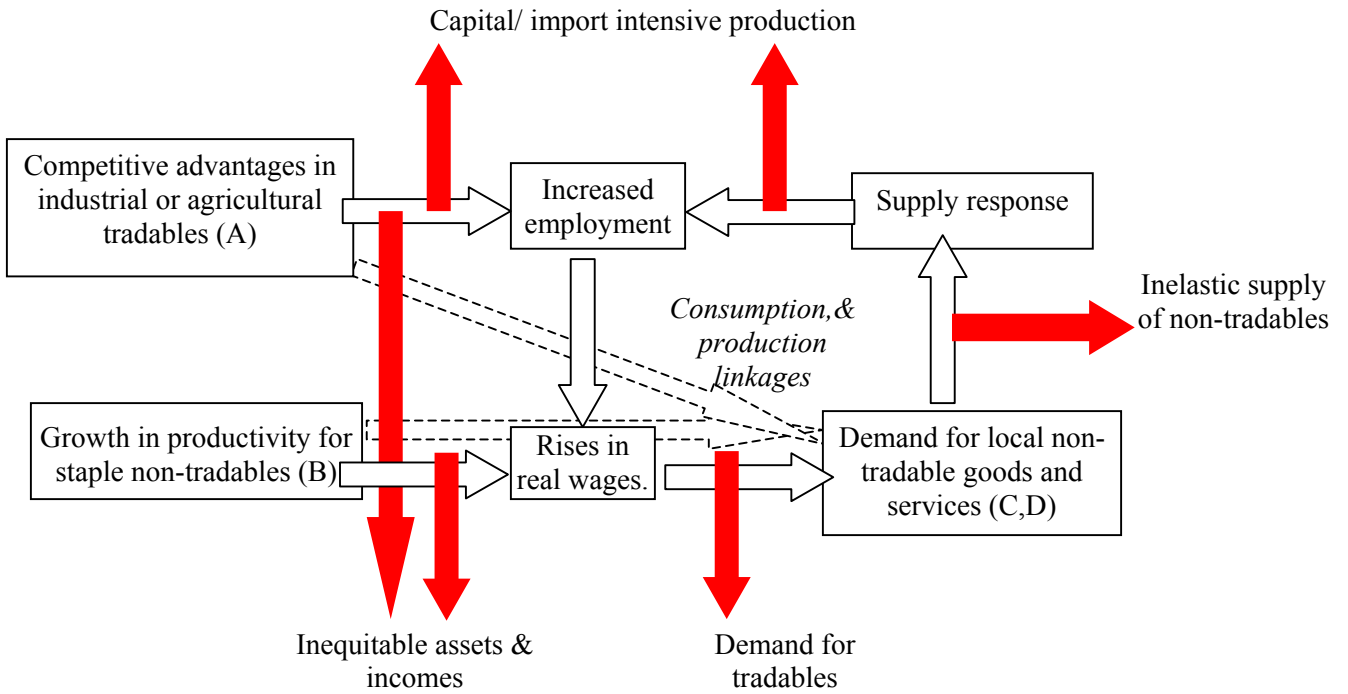 Capital/ import intensive production
Competitive advantages in
industrial or agricultural
tradables (A)
Increased
employment
Supply response
Inelastic supply
of non-tradables
Consumption,&
production
linkages
Growth in productivity for
staple non-tradables (B)
Rises in
real wages.
Demand for local non-
tradable goods and
services (C,D)
Inequitable assets &
incomes
Demand for
tradables